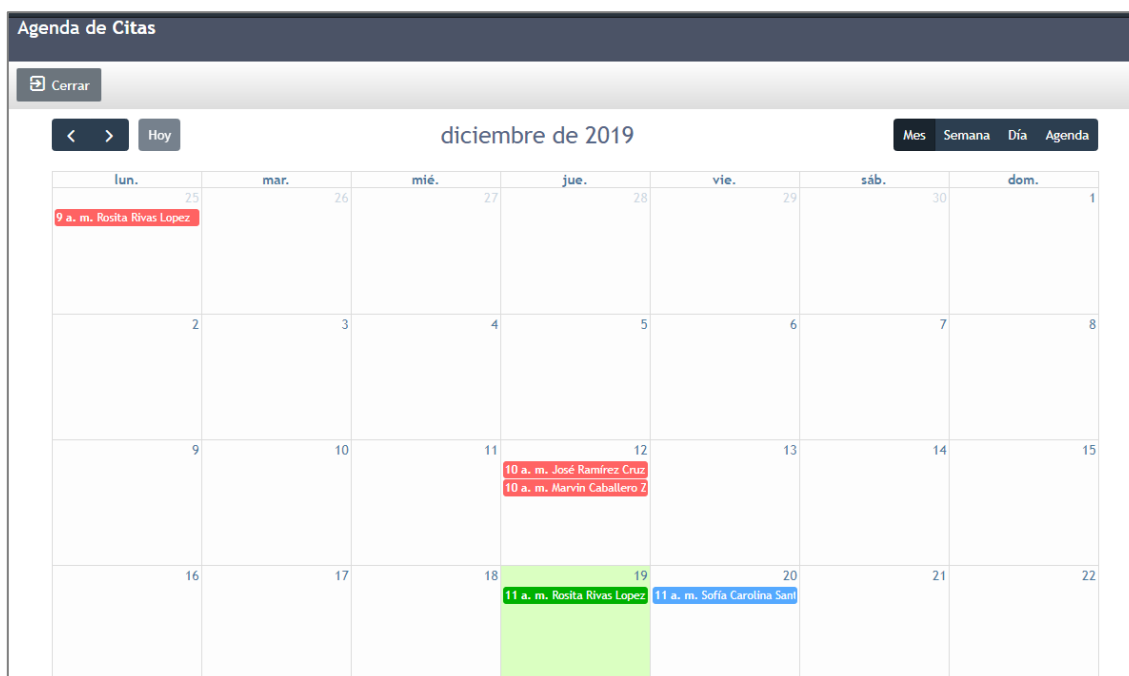 Agenda de Citas
Cerrar
Hoy
diciembre de 2019
Mes Semana Día Agenda
lun. mar. mié. jue. vie. sáb. dom.
25 26 27 28 29 30 1
9 a. m. Rosita Rivas Lopez
2 3 4 5 6 7 8
9 10 11 12 13 14 15
10 a. m. José Ramírez Cruz
10 a. m. Marvin Caballero Z
16 17 18 19 20 21 22
11 a. m. Rosita Rivas Lopez 11 a. m. Sofía Carolina Sant